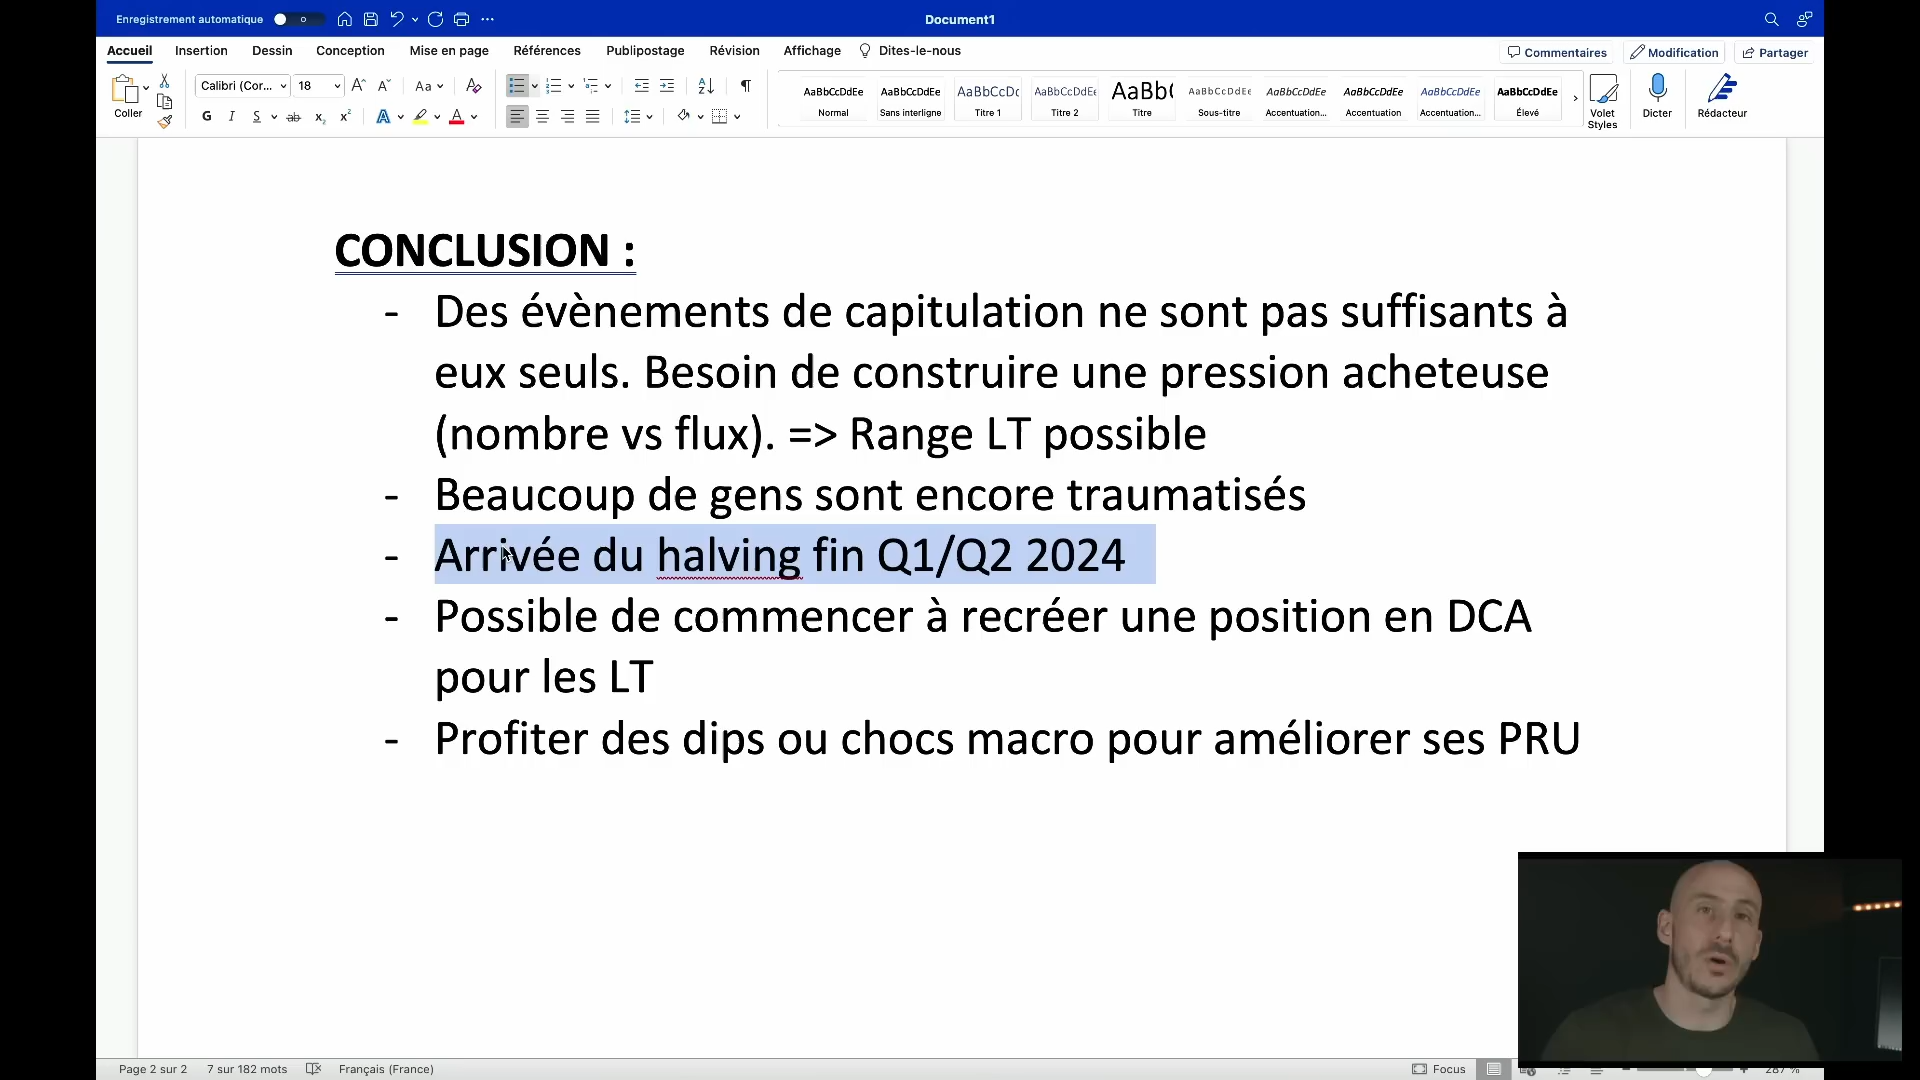 Enregistrement automatique
Document1
Accueil Insertion Dessin Conception Mise en page Références Publipostage Révision Affichage Dites-le-nous
Commentaires Modification Partager
Coller
Calibri (Cor... 18
G I S ab x₂ x²
AaBbCcDdEe Normal
AaBbCcDdEe Sans interligne
AaBbCcDc Titre 1
AaBbCcDdEe Titre 2
AaBb( Titre
AaBbCcDdEe Sous-titre
AaBbCcDdEe Accentuation...
AaBbCcDdEe Accentuation
AaBbCcDdEe Accentuation...
AaBbCcDdEe Élevé
Volet Styles
Dicter
Rédacteur
CONCLUSION :
- Des évènements de capitulation ne sont pas suffisants à
eux seuls. Besoin de construire une pression acheteuse
(nombre vs flux). => Range LT possible
- Beaucoup de gens sont encore traumatisés
- Arrivée du halving fin Q1/Q2 2024
- Possible de commencer à recréer une position en DCA
pour les LT
- Profiter des dips ou chocs macro pour améliorer ses PRU
Page 2 sur 2 7 sur 182 mots Français (France) Focus